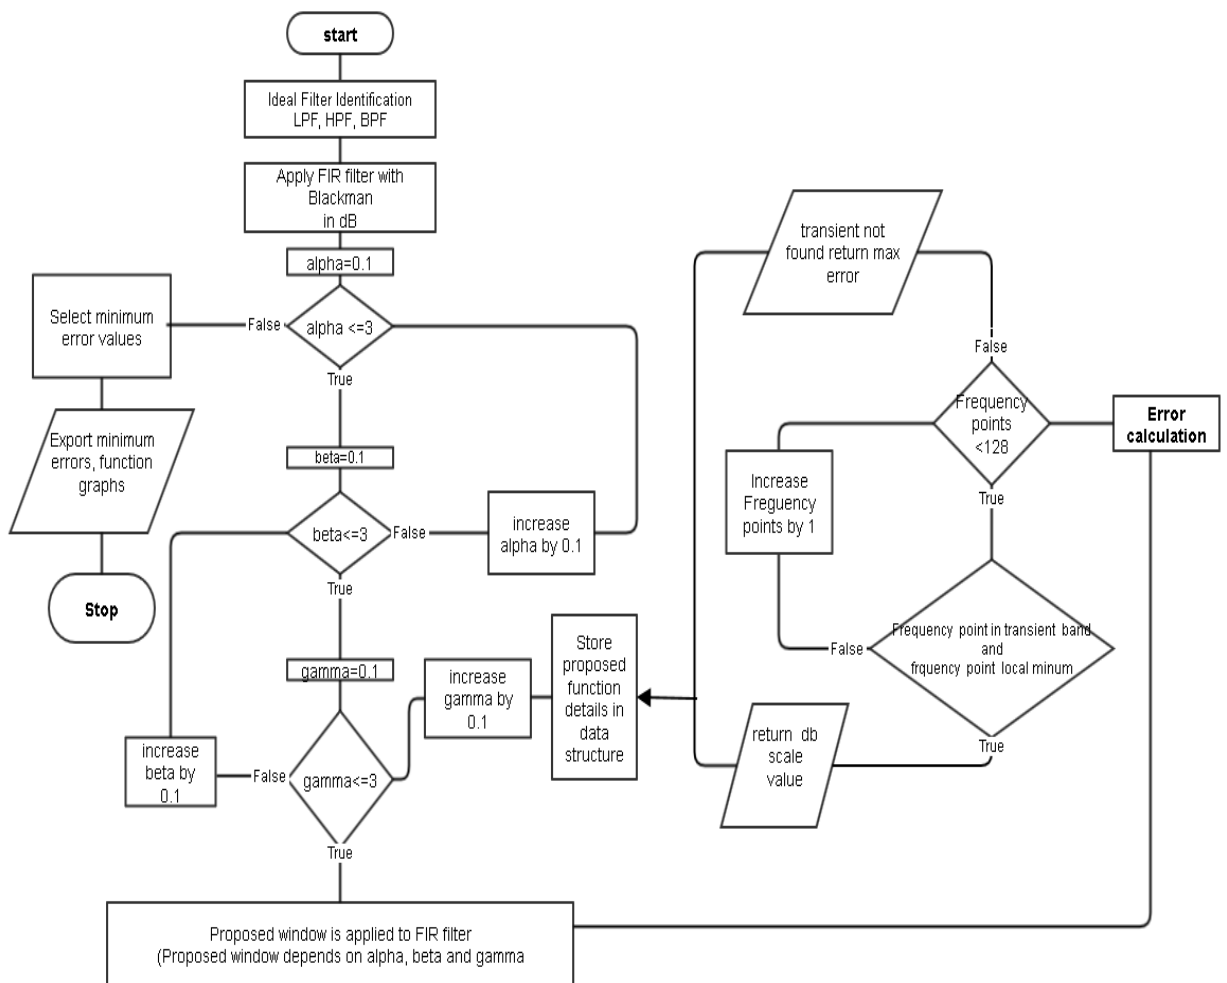 start
Ideal Filter Identification
LPF, HPF, BPF
Apply FIR filter with
Blackman
in dB
alpha=0.1
alpha <=3
False
True
Select minimum
error values
Export minimum
errors, function
graphs
Stop
beta=0.1
beta<=3
False
True
increase
alpha by 0.1
gamma=0.1
gamma<=3
False
True
increase
beta by
0.1
increase
gamma by
0.1
Store
proposed
function
details in
data
structure
Proposed window is applied to FIR filter
(Proposed window depends on alpha, beta and gamma
transient not
found return max
error
False
Frequency
points
<128
True
Error
calculation
Increase
Freguency
points by 1
Frequency point in transient band
and
frquency point local minum
False
True
return db
scale
value